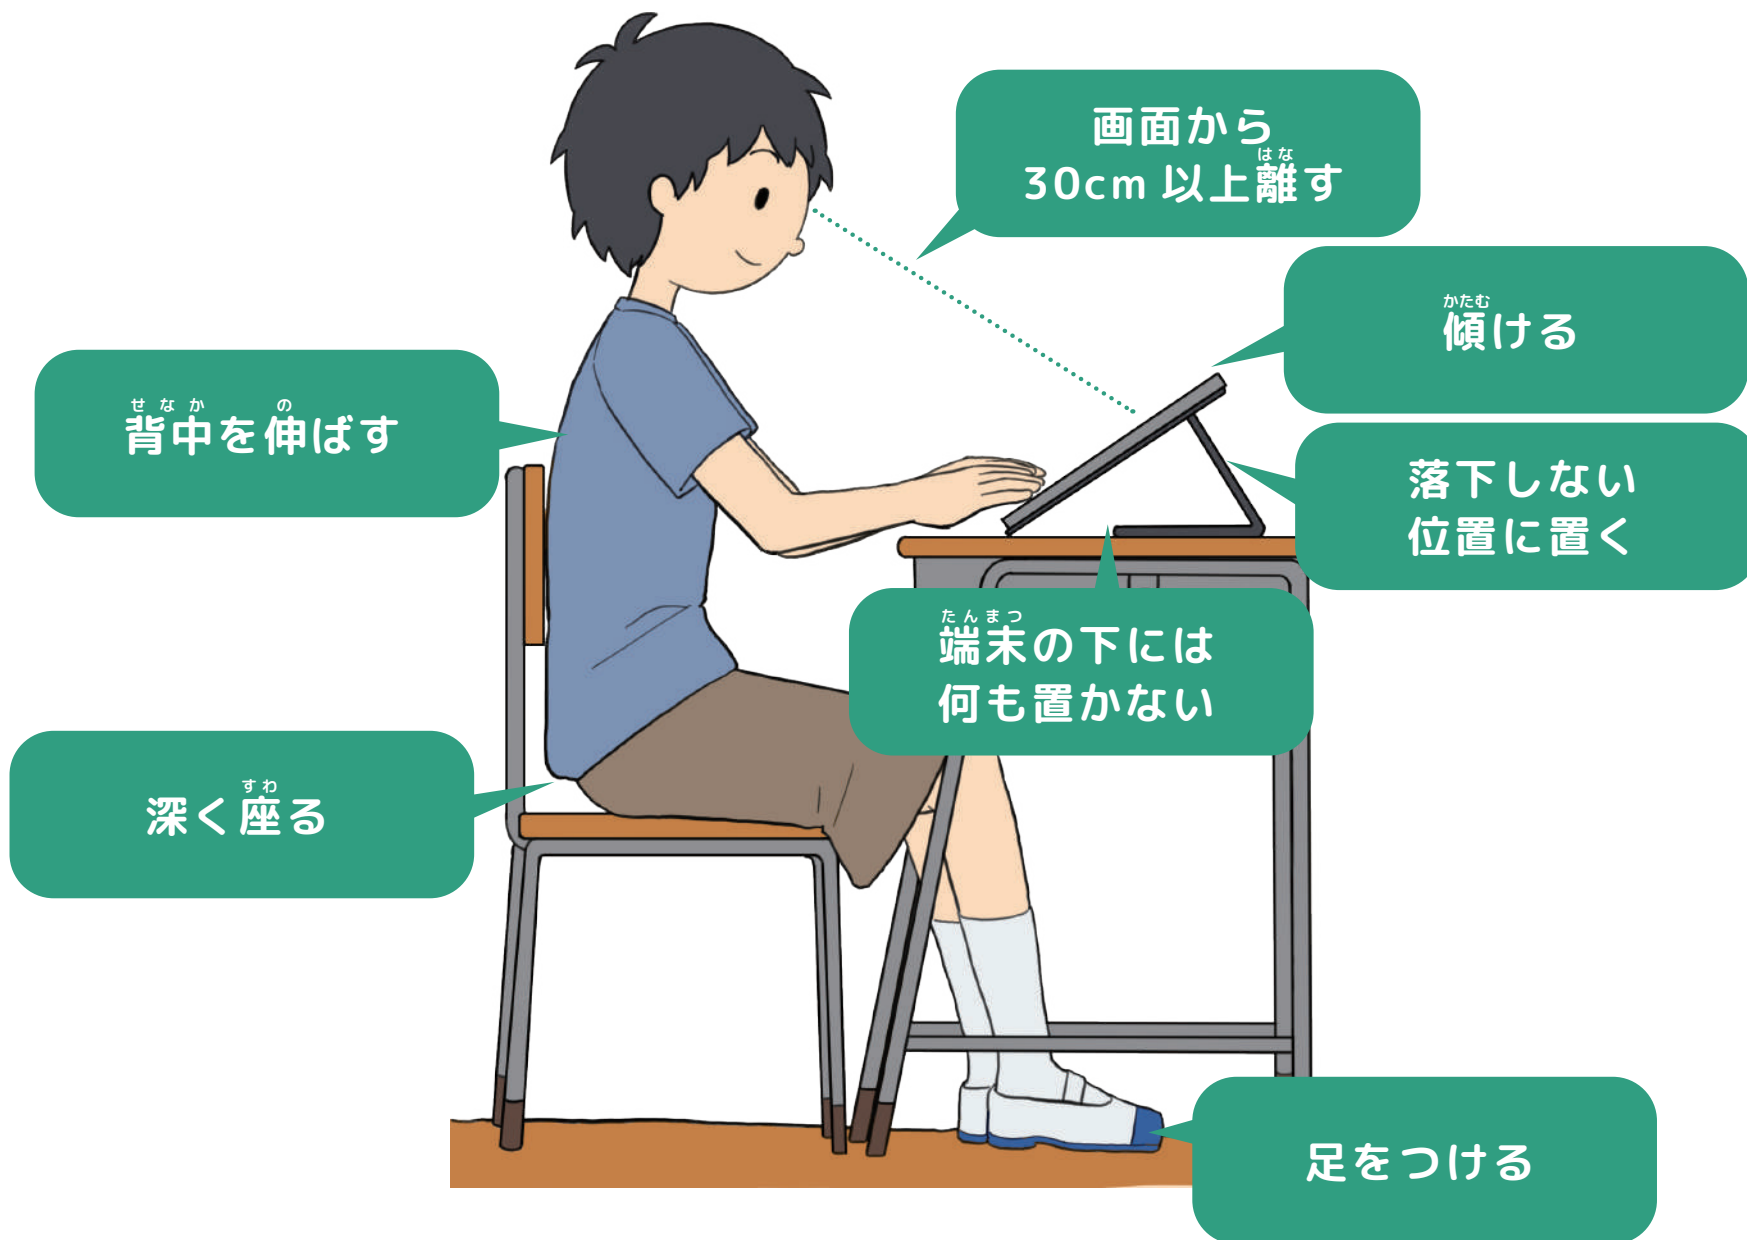 画面から
30cm 以上離す
はな
傾ける
かたむ
背中を伸ばす
せなか の
落下しない
位置に置く
端末の下には
たんまつ
何も置かない
深く座る
すわ
足をつける